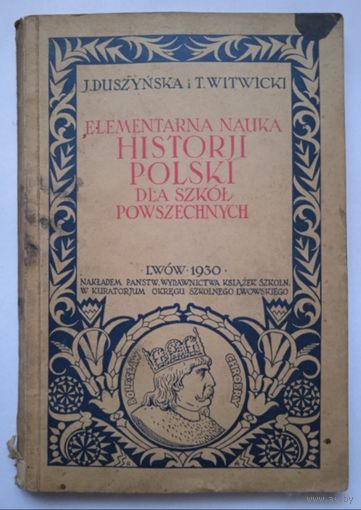 J. DUSZYŃSKA i T. WITWICKI
ELEMENTARNA NAUKA
HISTORJI
POLSKI
DLA SZKÓŁ
POWSZECHNYCH
LWÓW · 1930 ·
NAKŁADEM PAŃSTW. WYDAWNICTWA KSIĄŻEK SZKOLN.
W KURATORJUM OKRĘGU SZKOLNEGO LWOWSKIEGO
BOLESŁAW CHROBRY